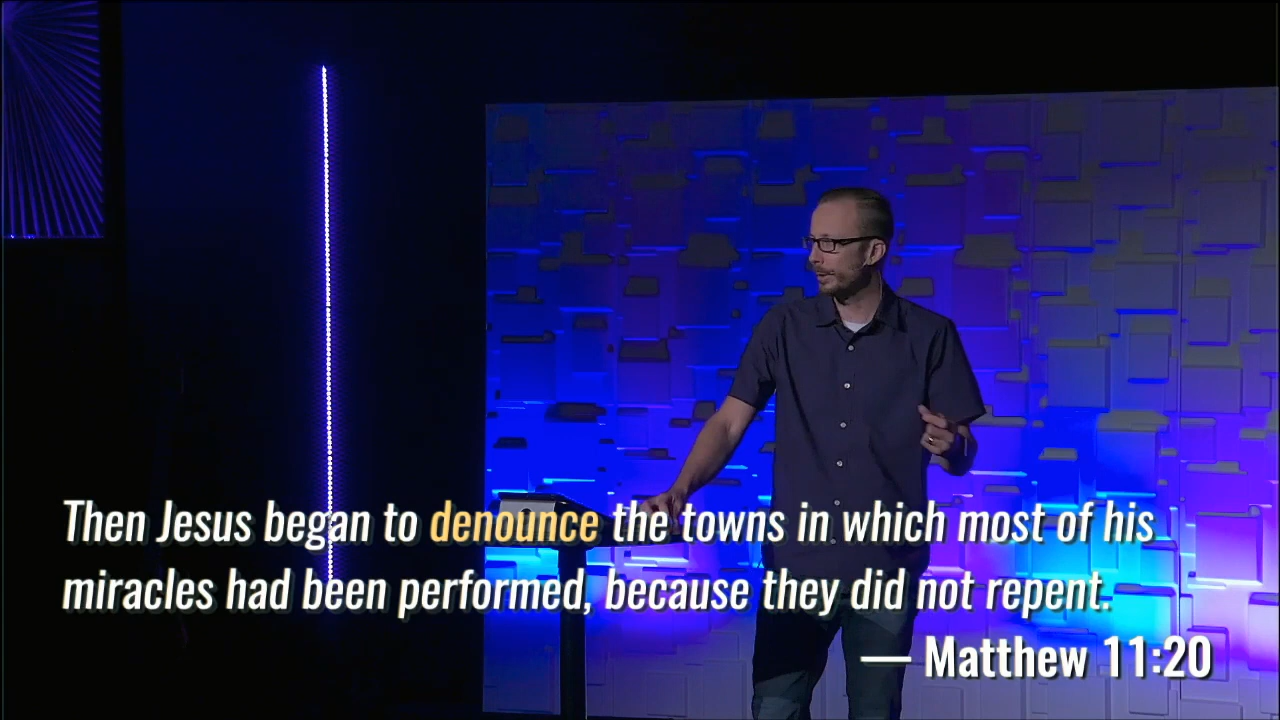 Then Jesus began to denounce the towns in which most of his
miracles had been performed, because they did not repent.
— Matthew 11:20